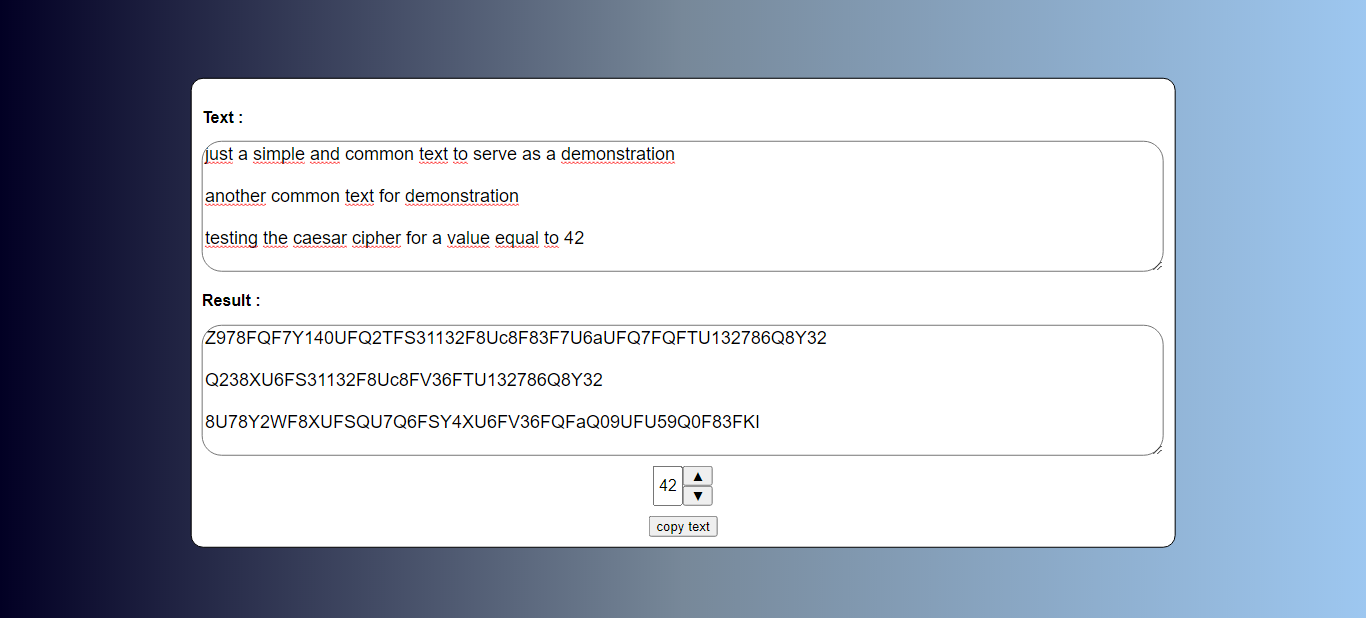 Text :
just a simple and common text to serve as a demonstration
another common text for demonstration
testing the caesar cipher for a value equal to 42
Result :
Z978FQF7Y140UFQ2TFS31132F8Uc8F83F7U6aUFQ7FQFTU132786Q8Y32
Q238XU6FS31132F8Uc8FV36FTU132786Q8Y32
8U78Y2WF8XUFSQU7Q6FSY4XU6FV36FQFaQ09UFU59Q0F83FKI
42
▲
▼
copy text